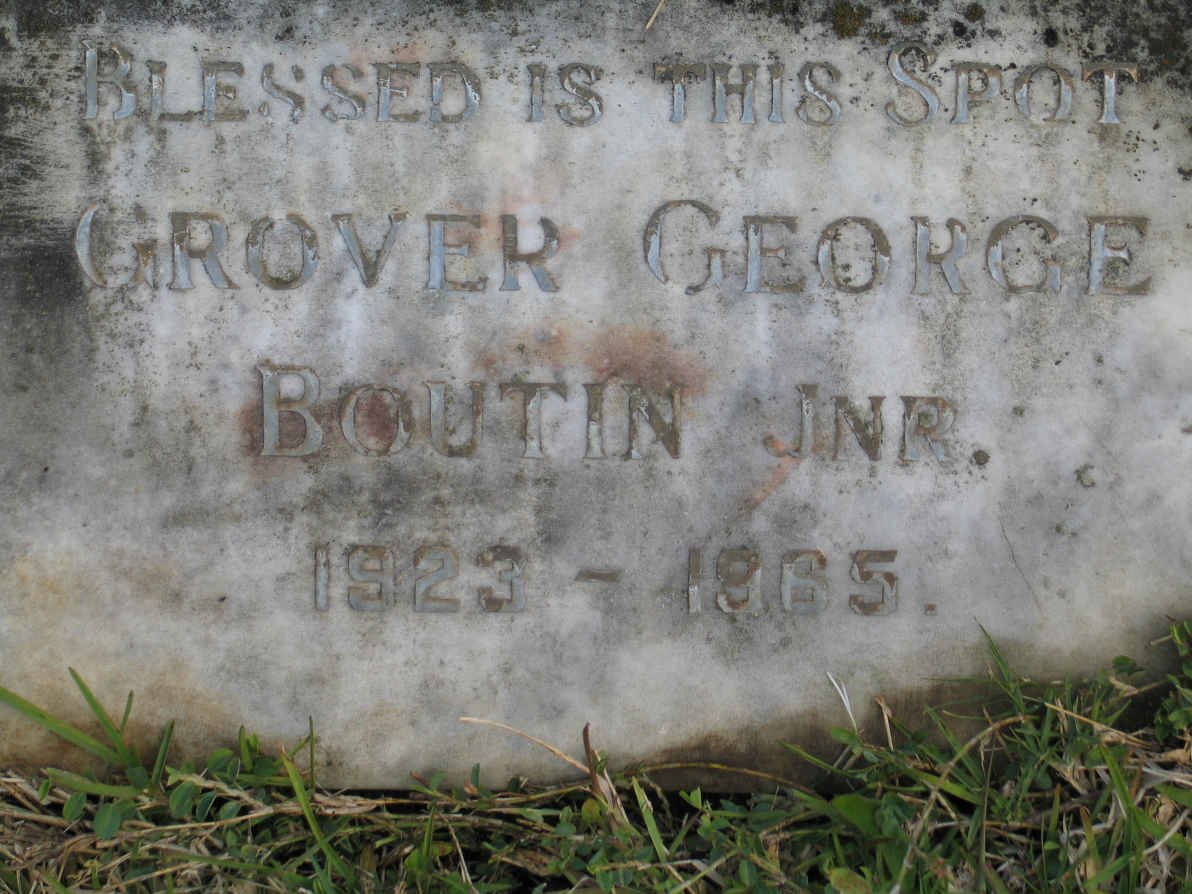 BLESSED IS THIS SPOT
GROVER GEORGE
BOUTIN JNR.
1923 - 1965.